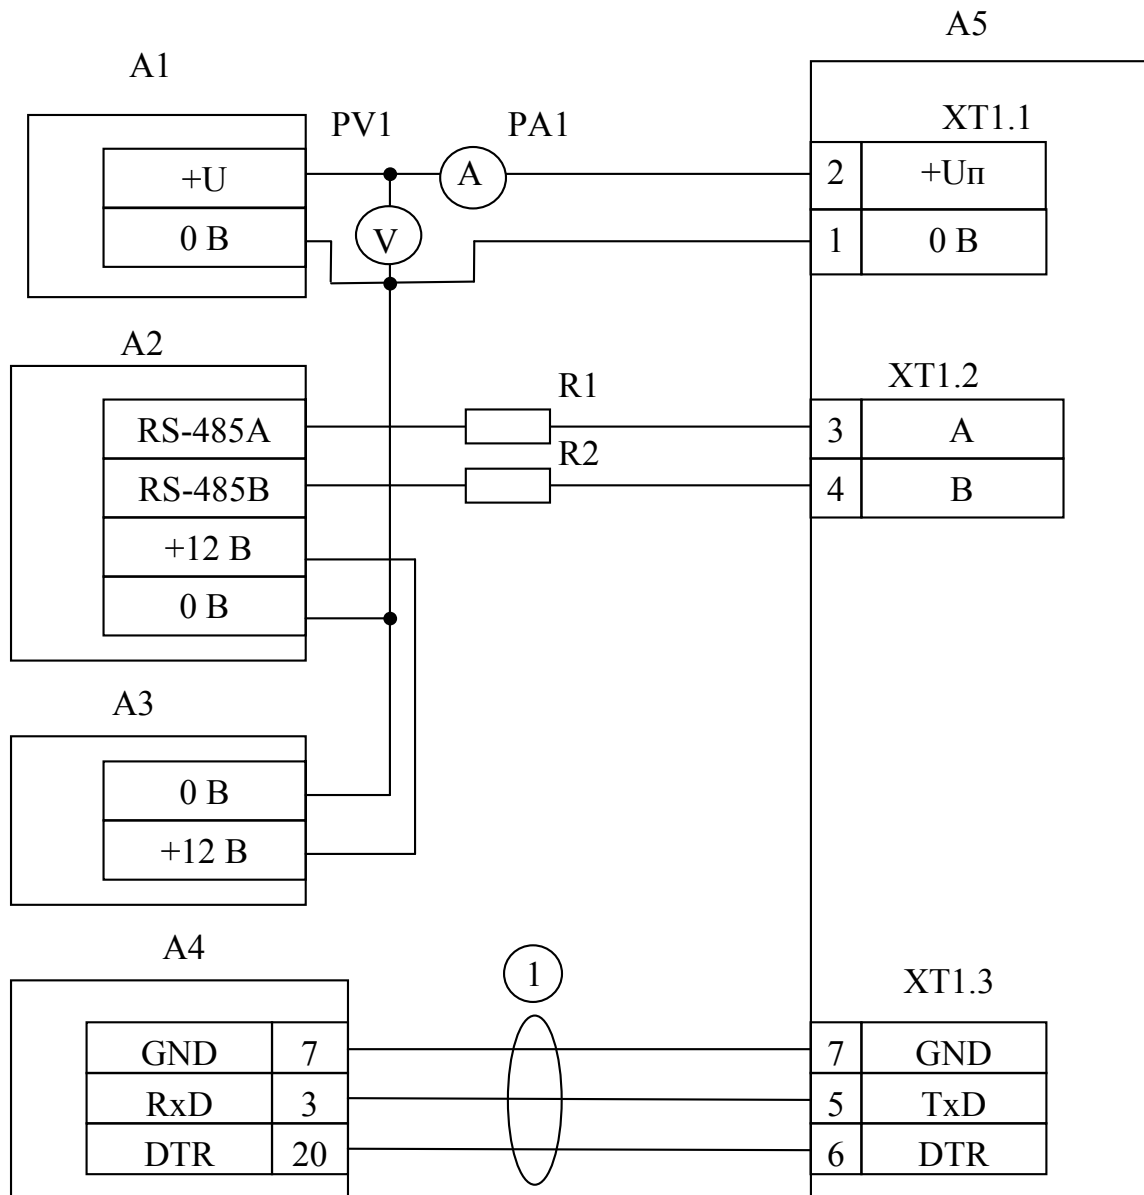 A5
A1
PV1
PA1
XT1.1
+U
A
2
+Uп
0 В
V
1
0 В
A2
R1
XT1.2
RS-485A
3
A
R2
RS-485B
4
B
+12 В
0 В
A3
0 В
+12 В
A4
1
XT1.3
GND
7
7
GND
RxD
3
5
TxD
DTR
20
6
DTR